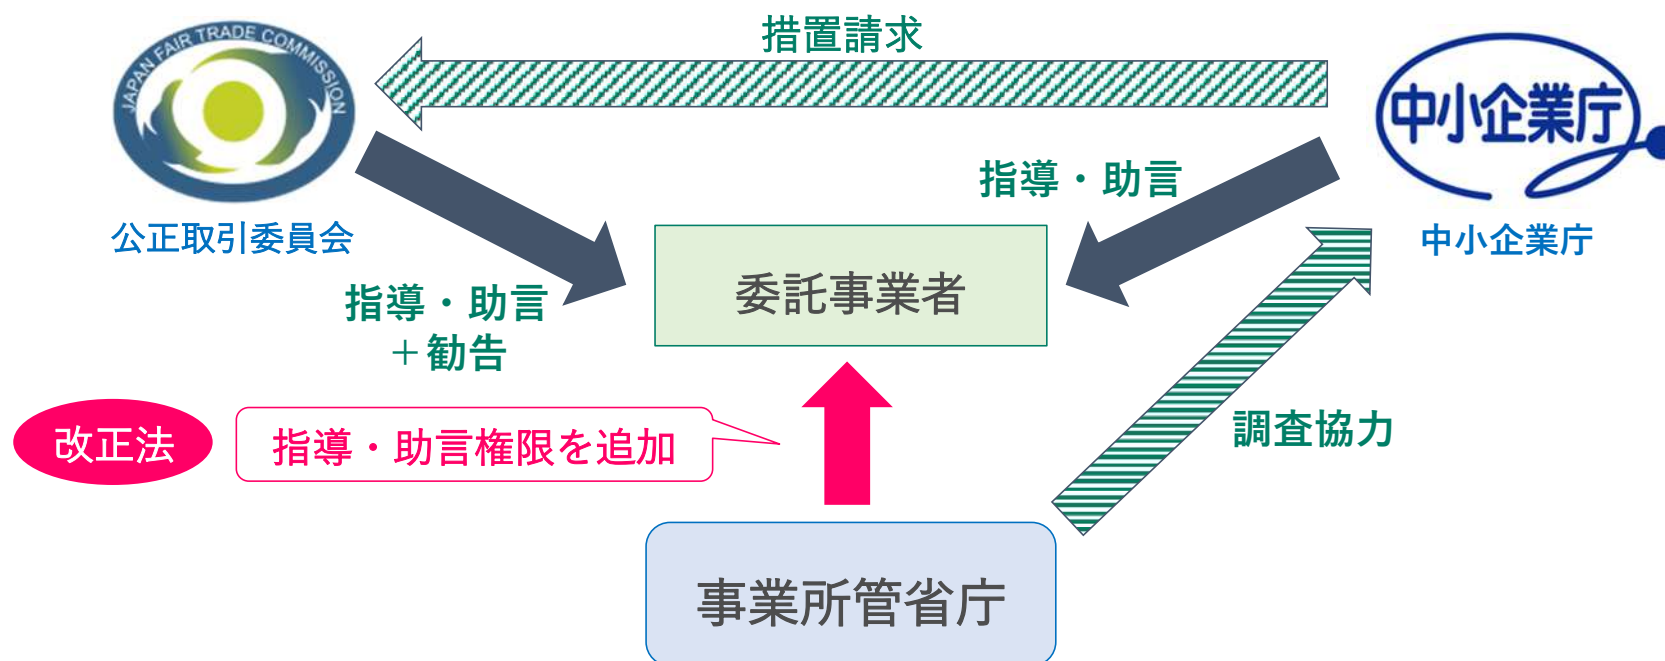 措置請求
JAPAN FAIR TRADE COMMISSION
中小企業庁
指導・助言
公正取引委員会
中小企業庁
委託事業者
指導・助言
＋勧告
改正法
指導・助言権限を追加
調査協力
事業所管省庁